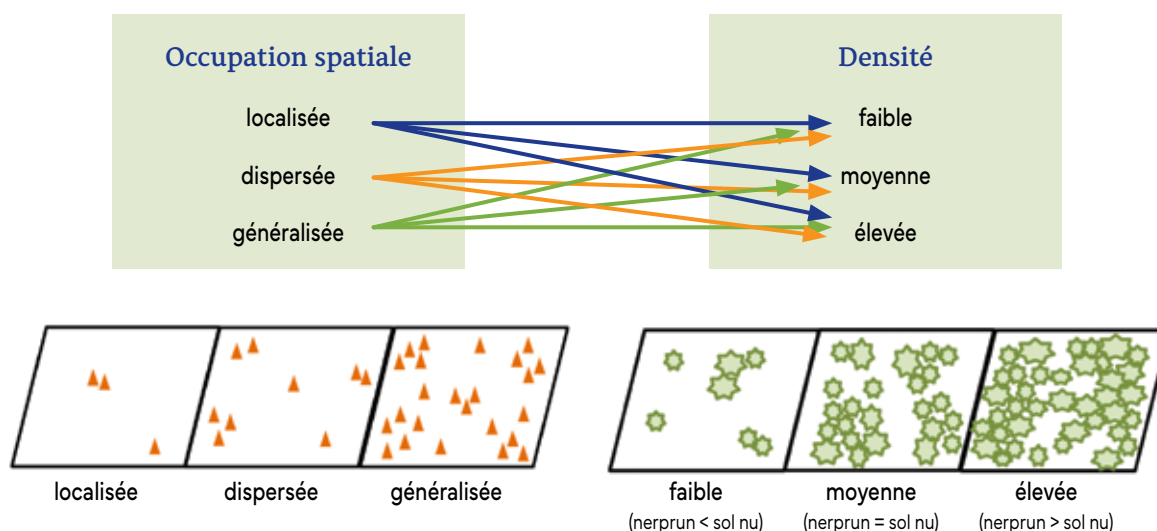 Occupation spatiale
localisée
dispersée
généralisée
Densité
faible
moyenne
élevée
localisée
dispersée
généralisée
faible
(nerprun < sol nu)
moyenne
(nerprun = sol nu)
élevée
(nerprun > sol nu)